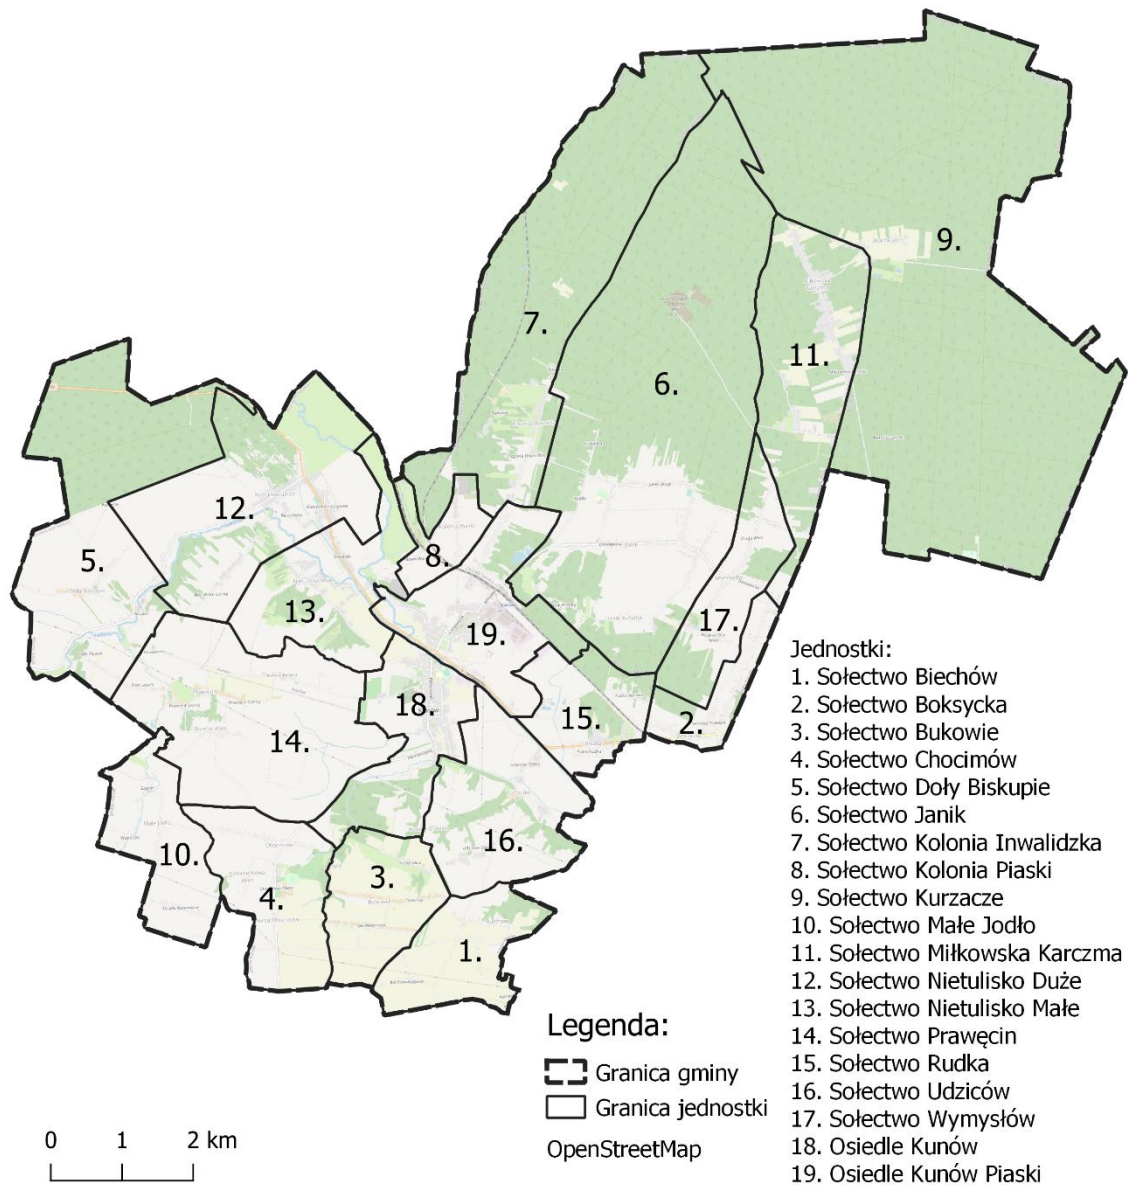 9.
7.
11.
6.
12.
5.
8.
13.
19.
17.
18.
15.
2.
14.
16.
10.
3.
4.
1.
Jednostki:
1. Sołectwo Biechów
2. Sołectwo Boksycka
3. Sołectwo Bukowie
4. Sołectwo Chocimów
5. Sołectwo Doły Biskupie
6. Sołectwo Janik
7. Sołectwo Kolonia Inwalidzka
8. Sołectwo Kolonia Piaski
9. Sołectwo Kurzacze
10. Sołectwo Małe Jodło
11. Sołectwo Miłkowska Karczma
12. Sołectwo Nietulisko Duże
13. Sołectwo Nietulisko Małe
14. Sołectwo Prawęcin
15. Sołectwo Rudka
16. Sołectwo Udziców
17. Sołectwo Wymysłów
18. Osiedle Kunów
19. Osiedle Kunów Piaski
Legenda:
Granica gminy
Granica jednostki
OpenStreetMap
0 1 2 km